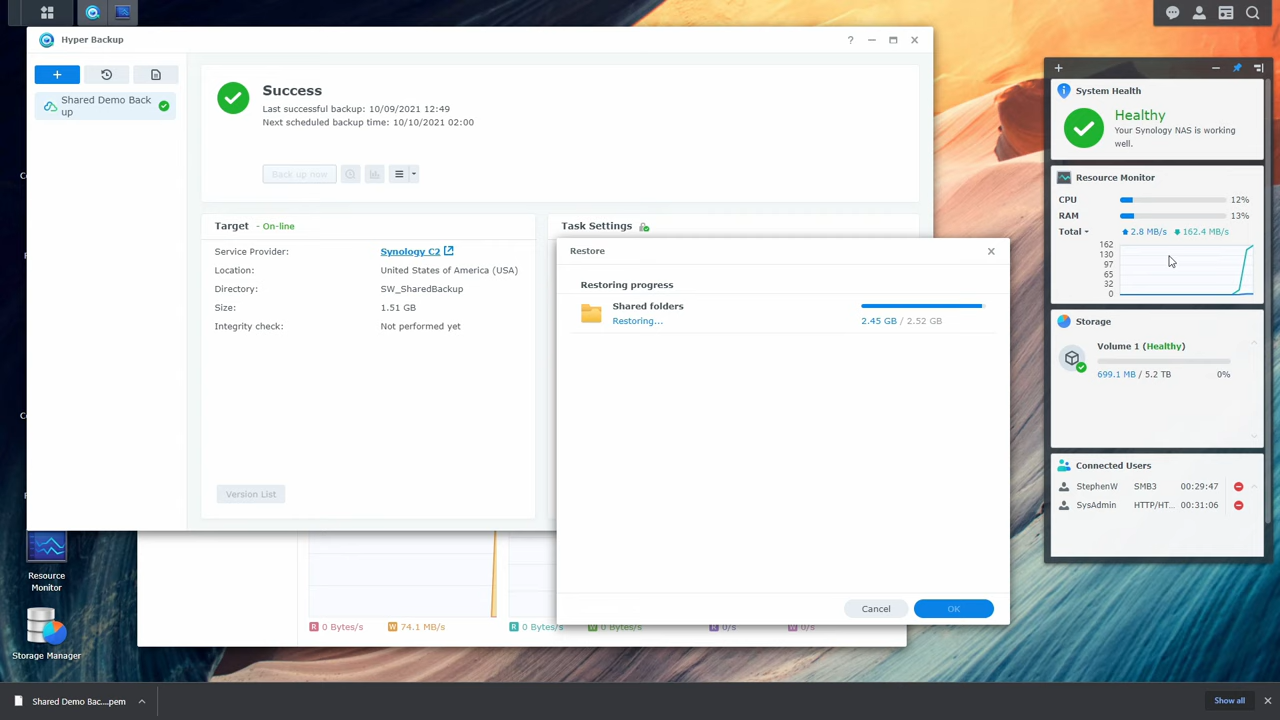 Hyper Backup
?
Shared Demo Back
up
Success
Last successful backup: 10/09/2021 12:49
Next scheduled backup time: 10/10/2021 02:00
Back up now
Target - On-line
Service Provider:
Synology C2
Location:
United States of America (USA)
Directory:
SW_SharedBackup
Size:
1.51 GB
Integrity check:
Not performed yet
Version List
Task Settings
Restore
Restoring progress
Shared folders
Restoring...
2.45 GB / 2.52 GB
Cancel
OK
System Health
Healthy
Your Synology NAS is working
well.
Resource Monitor
CPU
12%
RAM
13%
Total
2.8 MB/s
162.4 MB/s
162
130
97
65
32
0
Storage
Volume 1 (Healthy)
699.1 MB / 5.2 TB
0%
Connected Users
StephenW SMB3 00:29:47
SysAdmin HTTP/HT... 00:31:06
Resource
Monitor
Storage Manager
R 0 Bytes/s
W 74.1 MB/s
R 0 Bytes/s
W 0 Bytes/s
R 0/s
W 0/s
Shared Demo Bac....pem
Show all